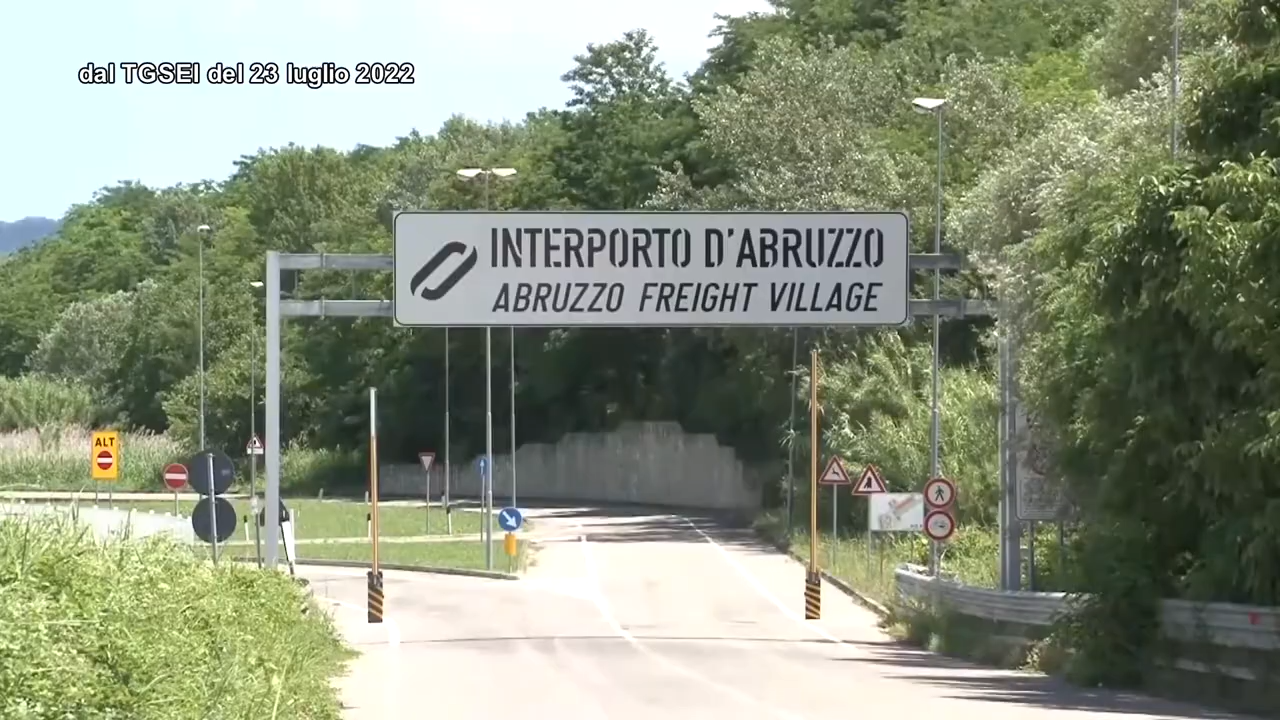 dal TGSEI del 23 luglio 2022
INTERPORTO D'ABRUZZO
ABRUZZO FREIGHT VILLAGE
ALT